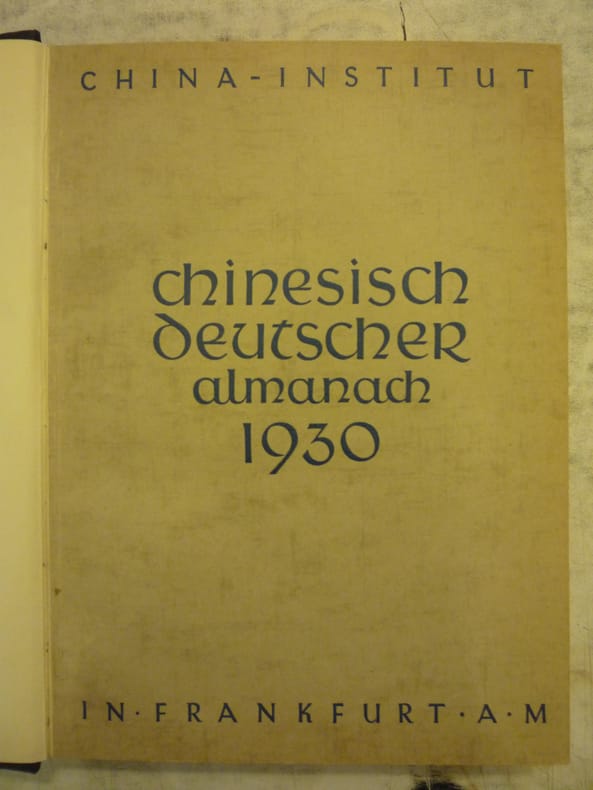 CHINA-INSTITUT
chinesisch
deutscher
almanach
1930
IN·FRANKFURT·A·M